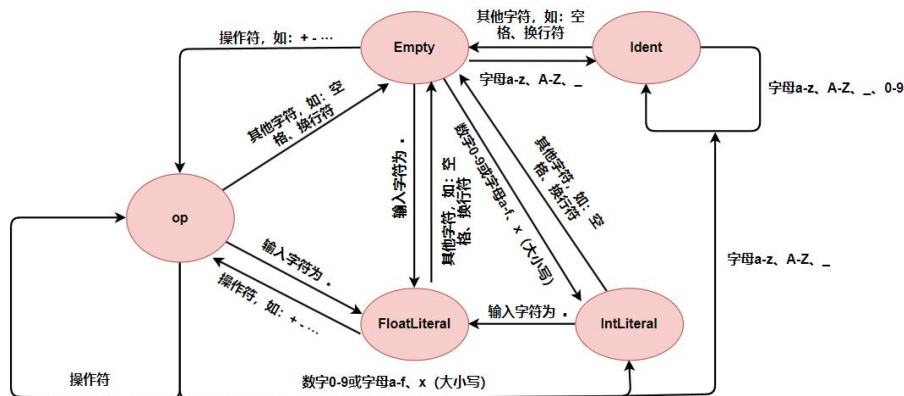 其他字符，如：空
格、换行符
操作符，如：+ - …
Empty
Ident
字母a-z、A-Z、_
字母a-z、A-Z、_、0-9
其他字符，如：空
格、换行符
输入字符为 .
其他字符，如：空
格、换行符
数字0-9或字母a-f、x（大小写）
其他字符，如：空
格、换行符
op
输入字符为 .
操作符，如：+ - …
字母a-z、A-Z、_
FloatLiteral
输入字符为 .
IntLiteral
操作符
数字0-9或字母a-f、x（大小写）